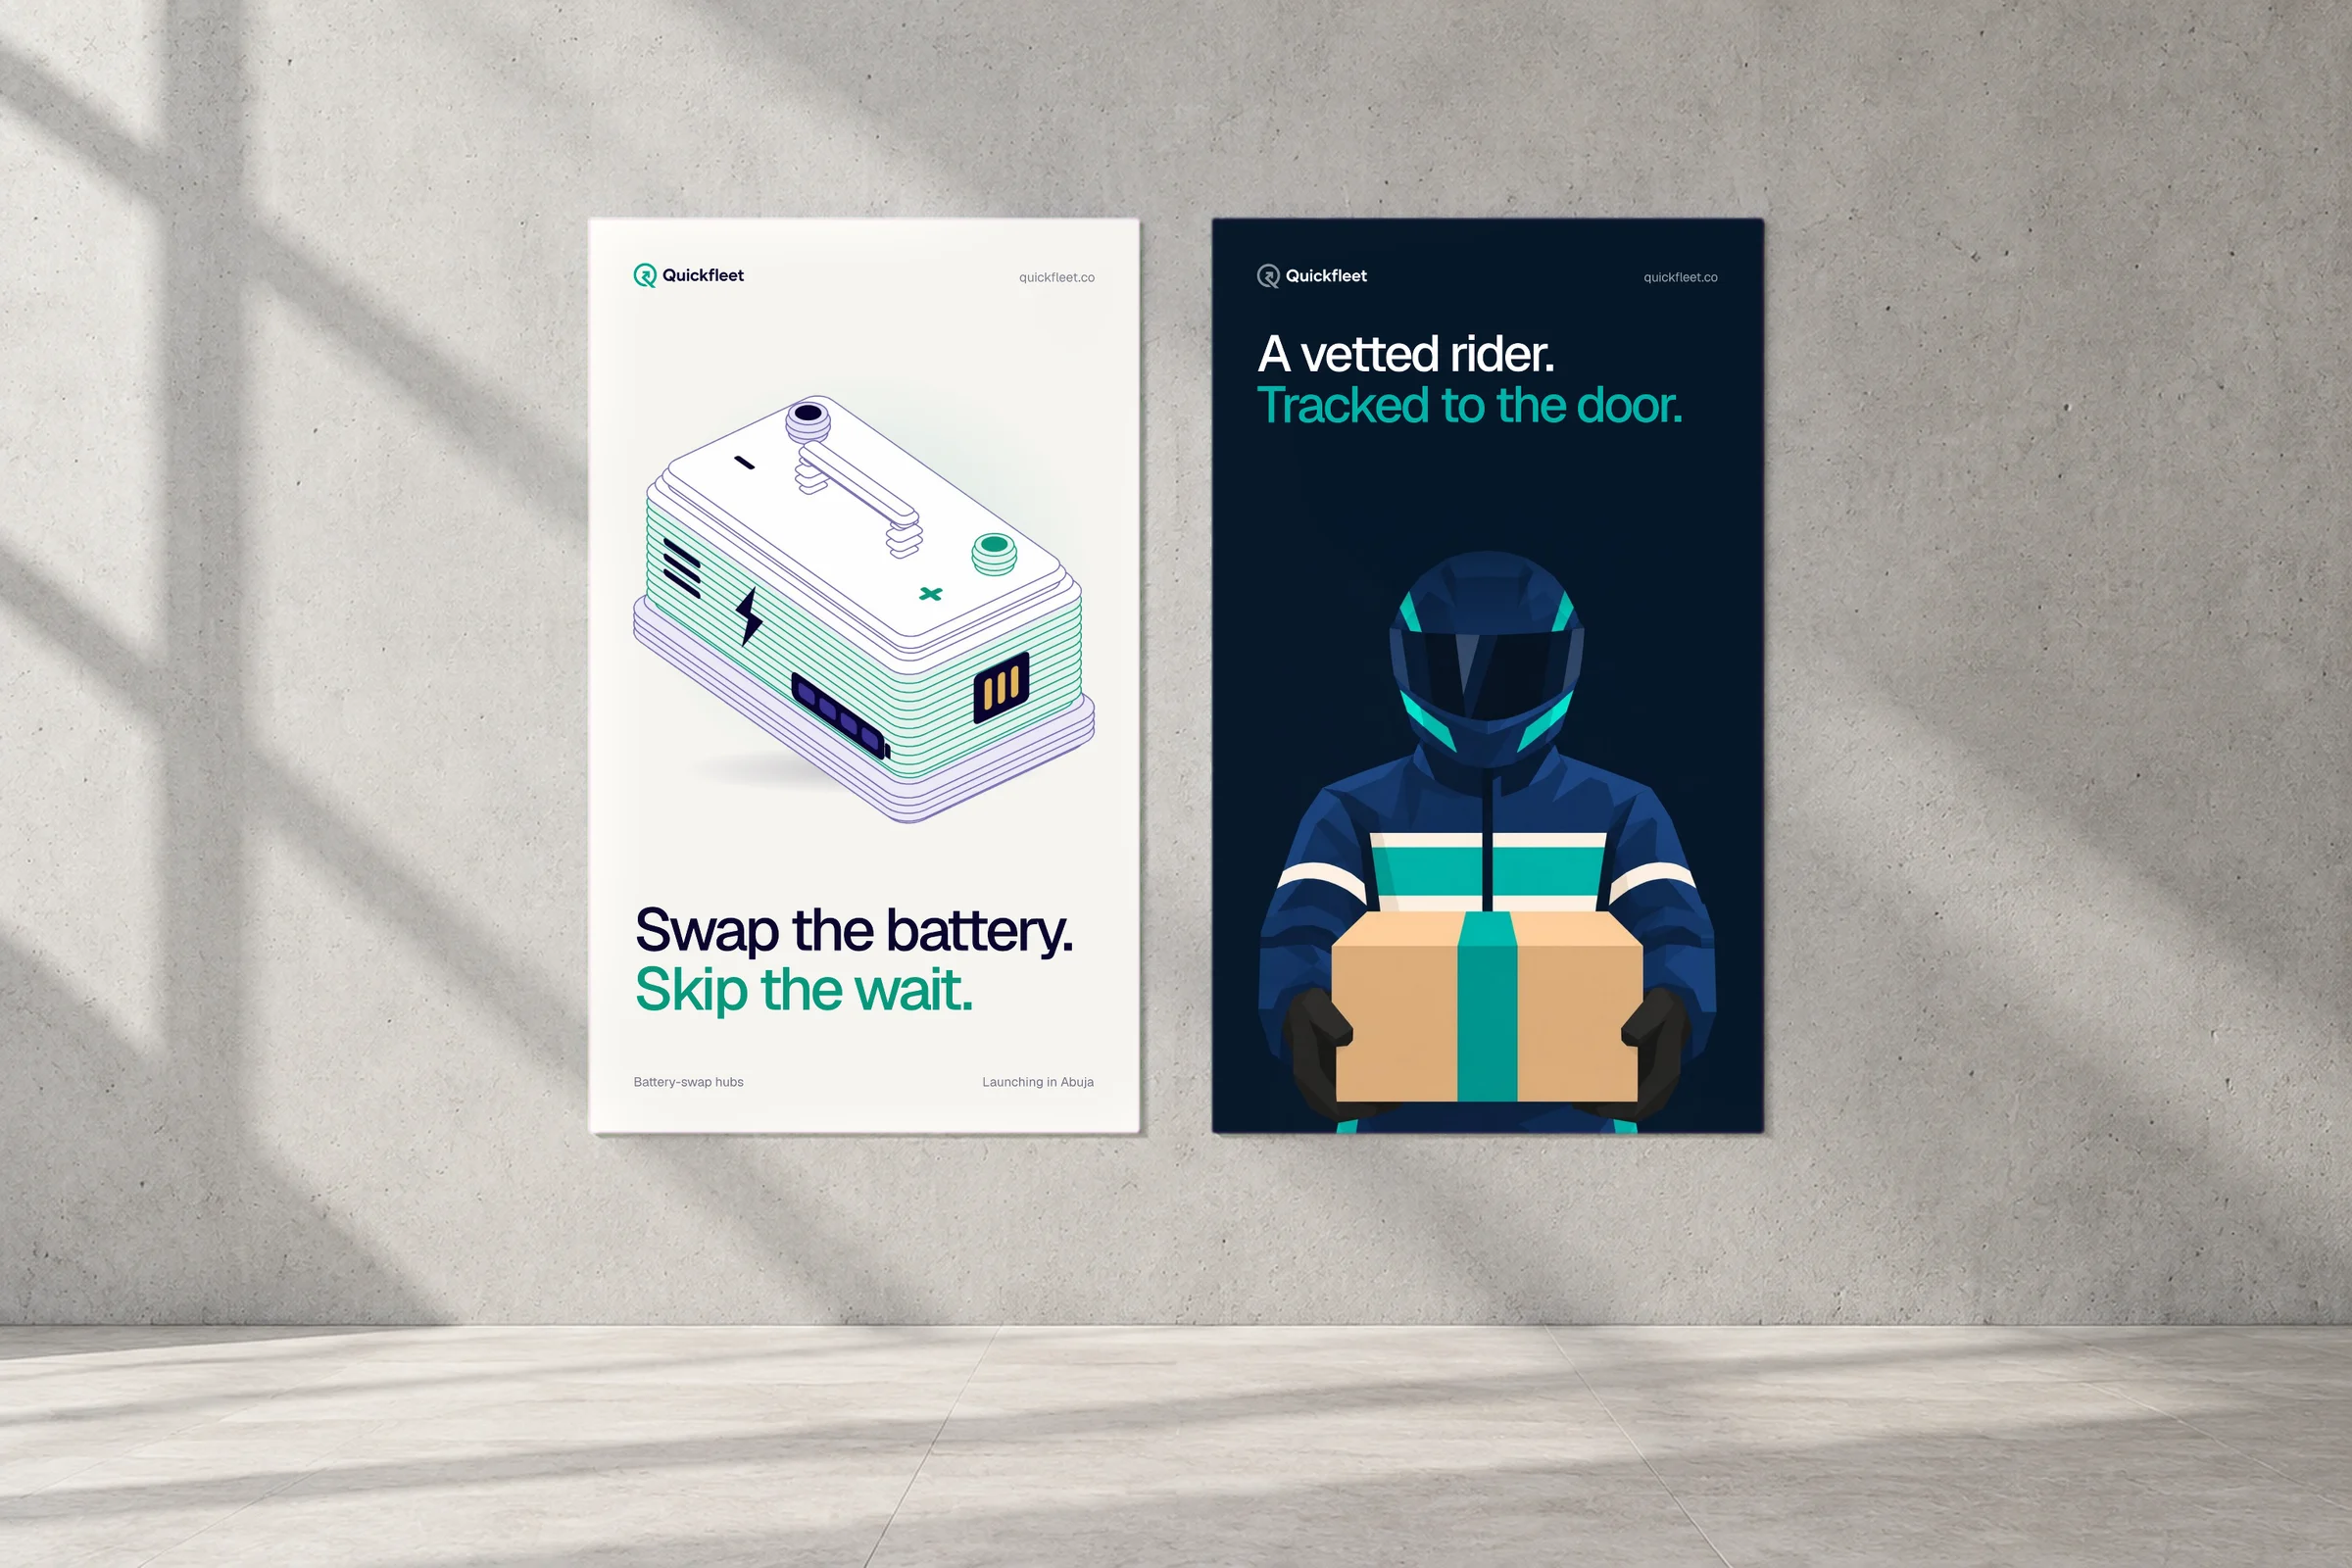 Quickfleet
quickfleet.co
Swap the battery.
Skip the wait.
Battery-swap hubs
Launching in Abuja
Quickfleet
quickfleet.co
A vetted rider.
Tracked to the door.